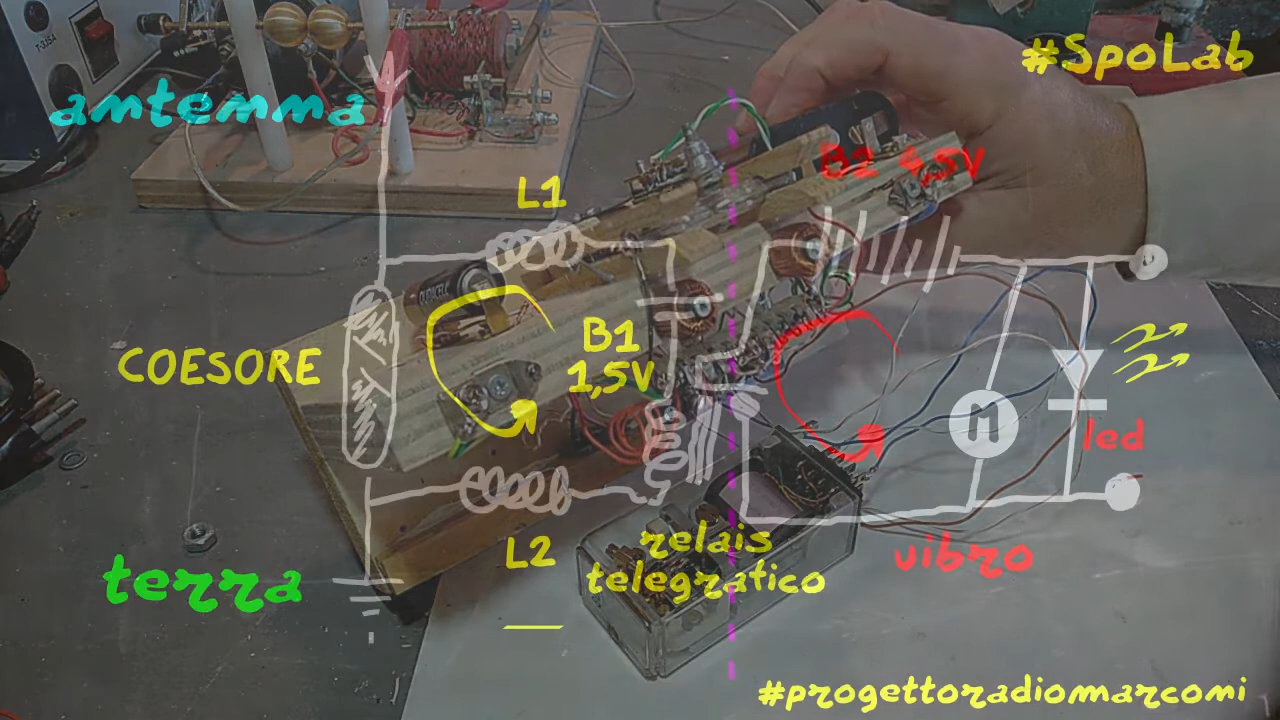 #SpoLab
antenna
B2 4,5V
L1
DURACELL
B1
1,5V
COESORE
led
L2
relais
telegrafico
vibro
terra
#progettoradiomarconi